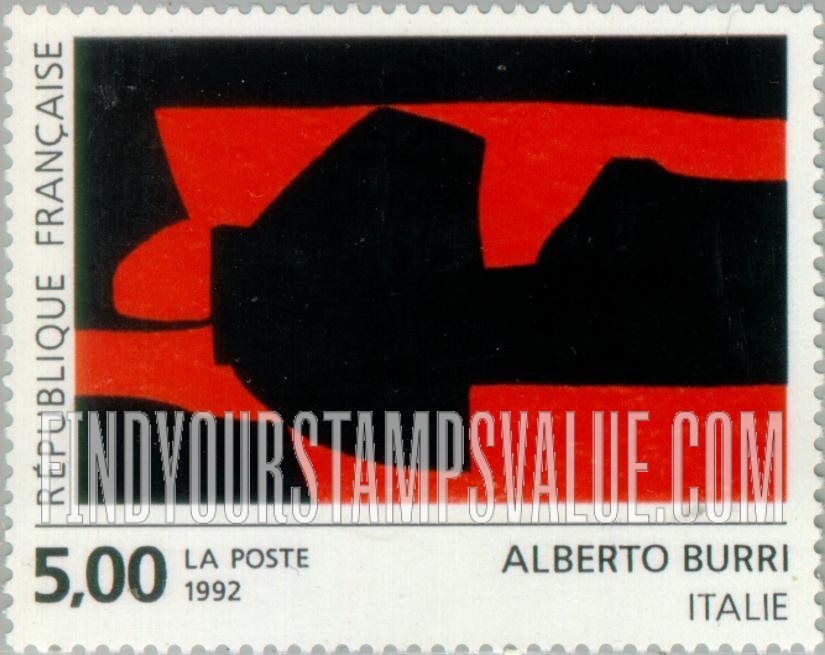 RÉPUBLIQUE FRANÇAISE
FINDYOURSTAMPSVALUE.COM
5,00 LA POSTE
1992
ALBERTO BURRI
ITALIE